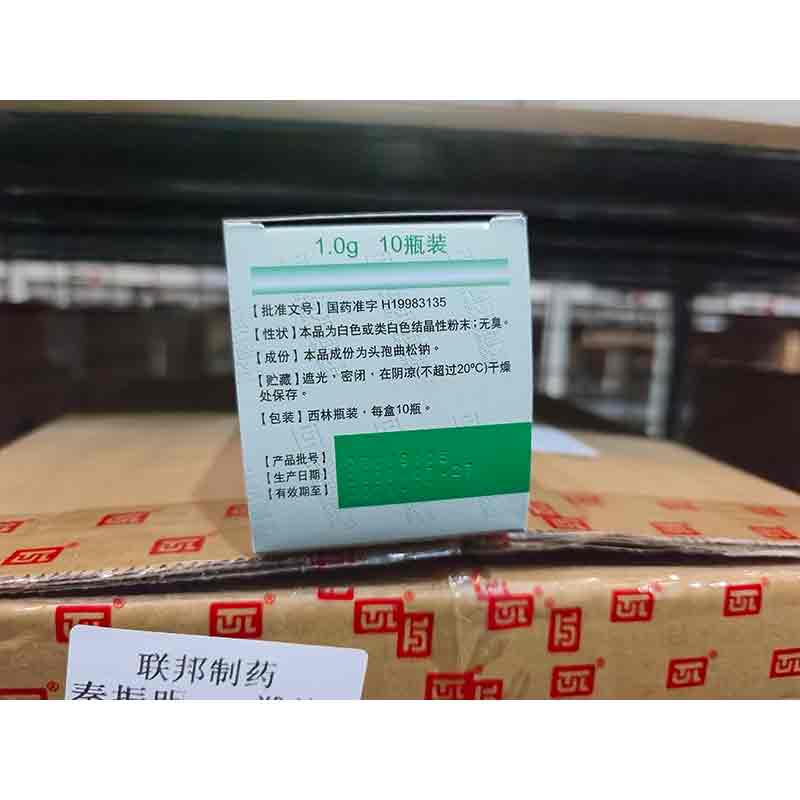 1.0g 10瓶装
【批准文号】国药准字 H19983135
【性状】本品为白色或类白色结晶性粉末；无臭。
【成份】本品成份为头孢曲松钠。
【贮藏】遮光，密闭，在阴凉(不超过20℃)干燥
处保存。
【包装】西林瓶装，每盒10瓶。
【产品批号】
【生产日期】
【有效期至】
联邦制药